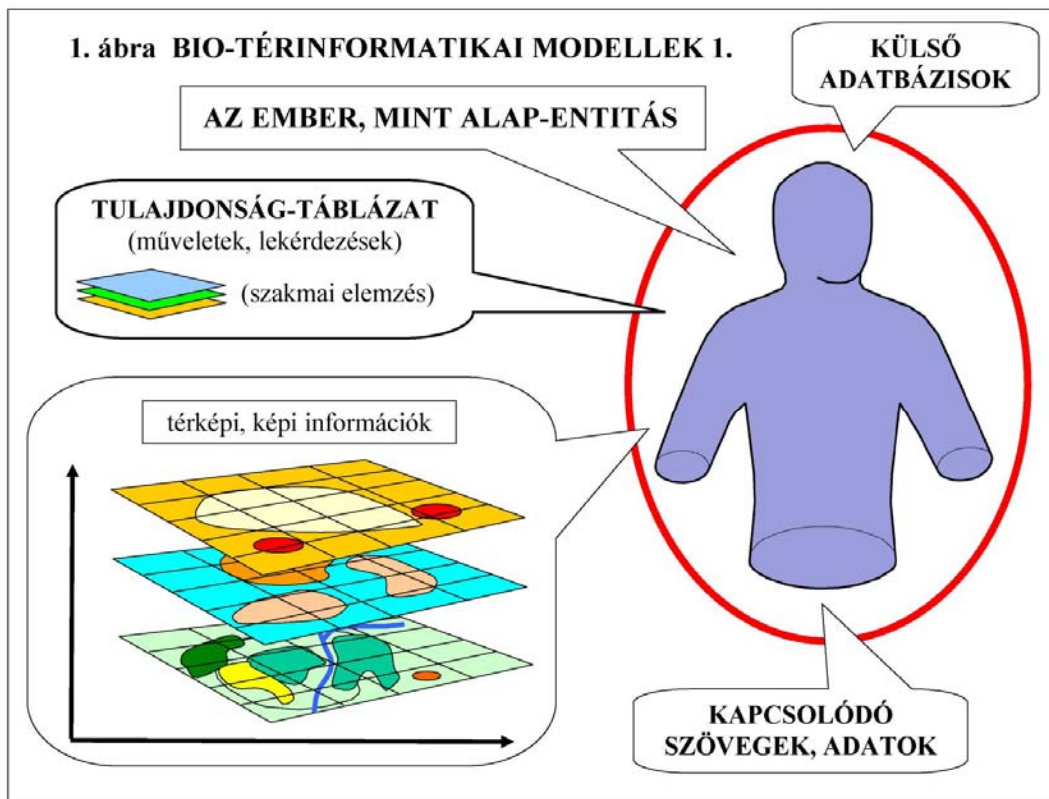 1. ábra BIO-TÉRINFORMATIKAI MODELLEK 1.
KÜLSŐ
ADATBÁZISOK
AZ EMBER, MINT ALAP-ENTITÁS
TULAJDONSÁG-TÁBLÁZAT
(műveletek, lekérdezések)
(szakmai elemzés)
térképi, képi információk
KAPCSOLÓDÓ
SZÖVEGEK, ADATOK